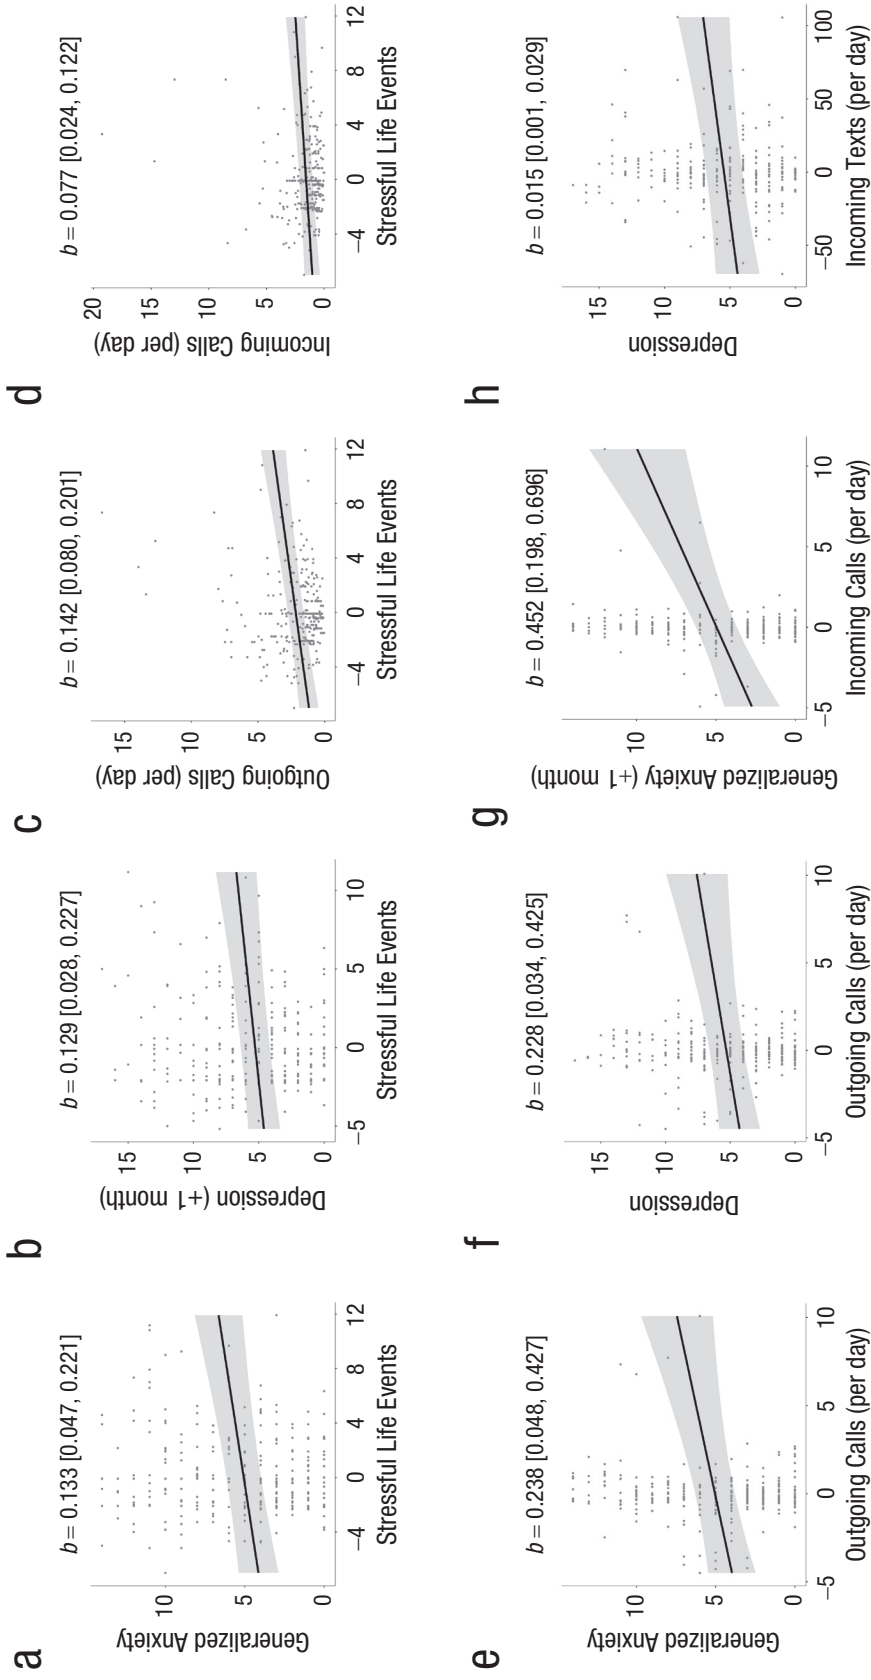 a
b = 0.133 [0.047, 0.221]
Generalized Anxiety
10
5
0
−4
0
4
8
12
Stressful Life Events
b
b = 0.129 [0.028, 0.227]
Depression (+1 month)
15
10
5
0
−5
0
5
10
Stressful Life Events
c
b = 0.142 [0.080, 0.201]
Outgoing Calls (per day)
15
10
5
0
−4
0
4
8
12
Stressful Life Events
d
b = 0.077 [0.024, 0.122]
Incoming Calls (per day)
20
15
10
5
0
−4
0
4
8
12
Stressful Life Events
e
b = 0.238 [0.048, 0.427]
Generalized Anxiety
10
5
0
−5
0
5
10
Outgoing Calls (per day)
f
b = 0.228 [0.034, 0.425]
Depression
15
10
5
0
−5
0
5
10
Outgoing Calls (per day)
g
b = 0.452 [0.198, 0.696]
Generalized Anxiety (+1 month)
10
5
0
−5
0
5
10
Incoming Calls (per day)
h
b = 0.015 [0.001, 0.029]
Depression
15
10
5
0
−50
0
50
100
Incoming Texts (per day)